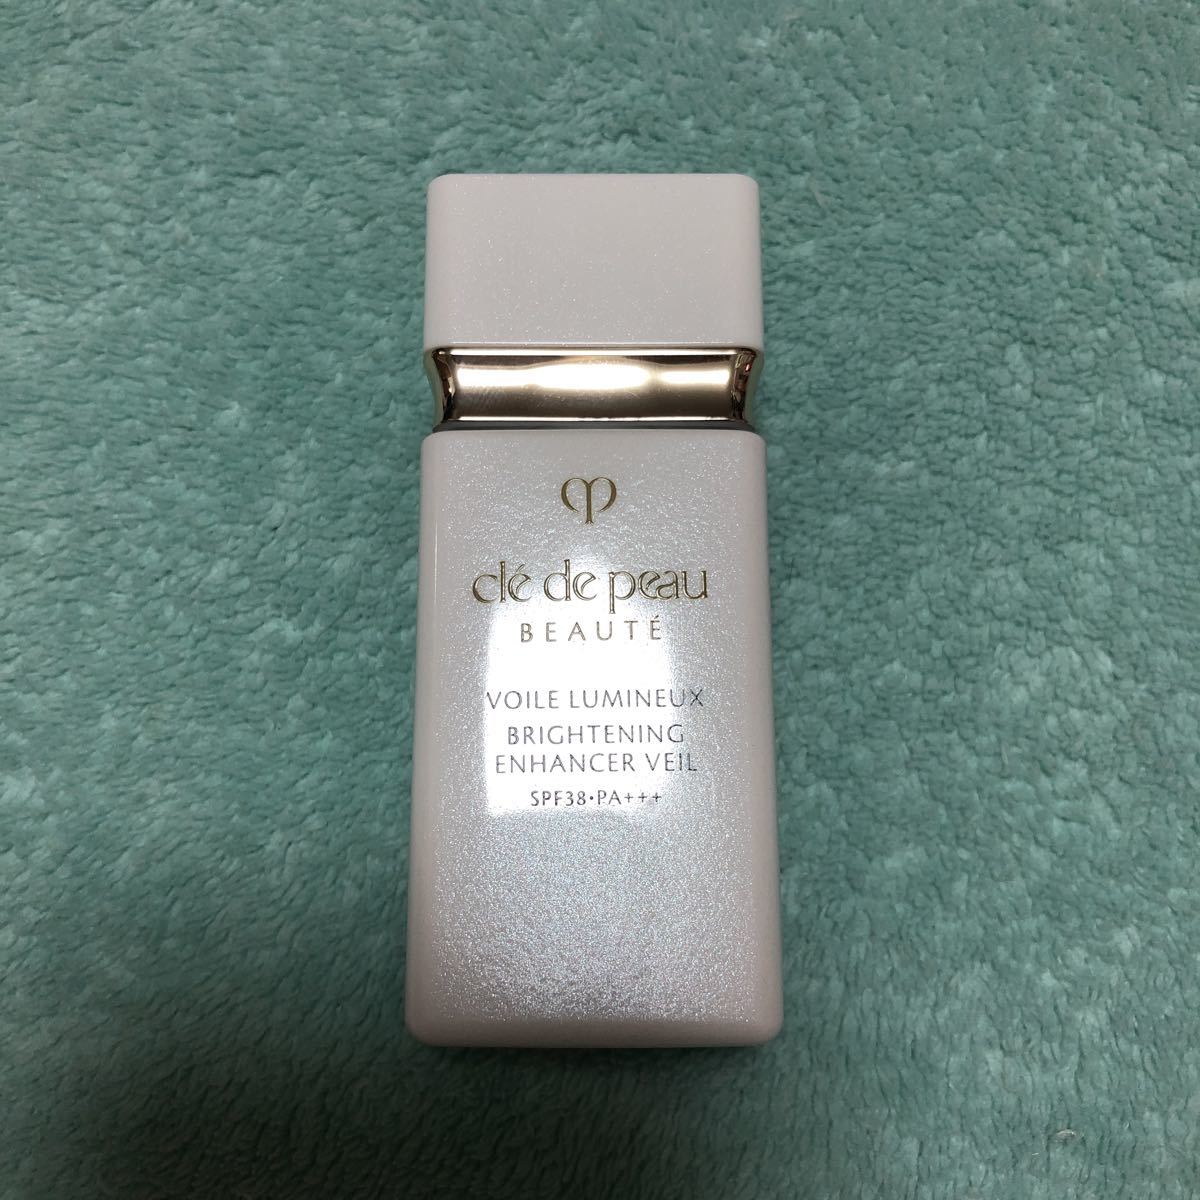 clé de peau
BEAUTÉ
VOILE LUMINEUX
BRIGHTENING
ENHANCER VEIL
SPF38•PA+++